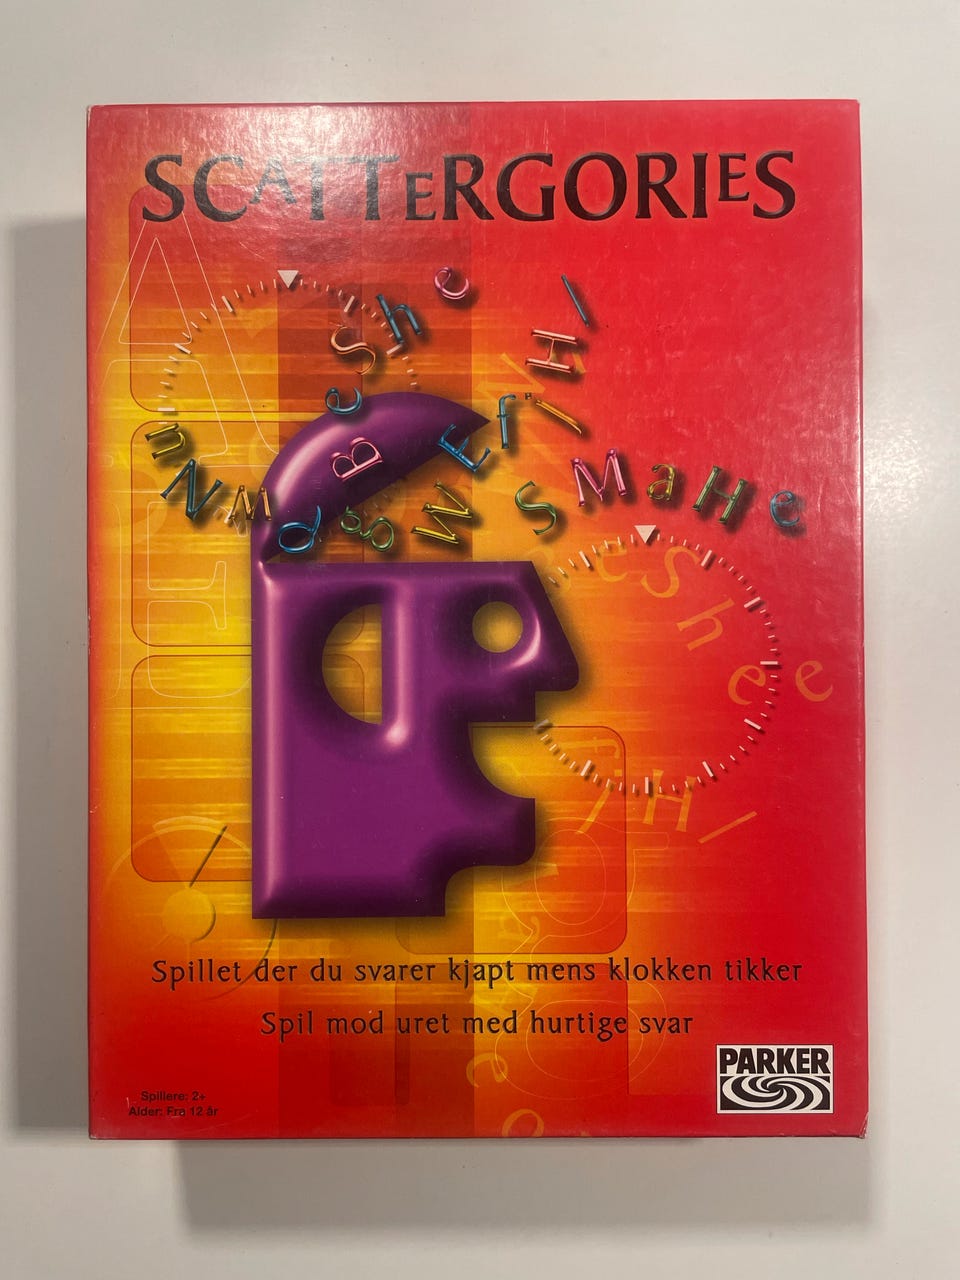 SCATTERGORIES
e
h
S
e
B
l
H
i
f
E
n N M d g W S M a H e
e S h e e
f i H l
Spillet der du svarer kjapt mens klokken tikker
Spil mod uret med hurtige svar
PARKER
Spillere: 2+
Alder: Fra 12 år